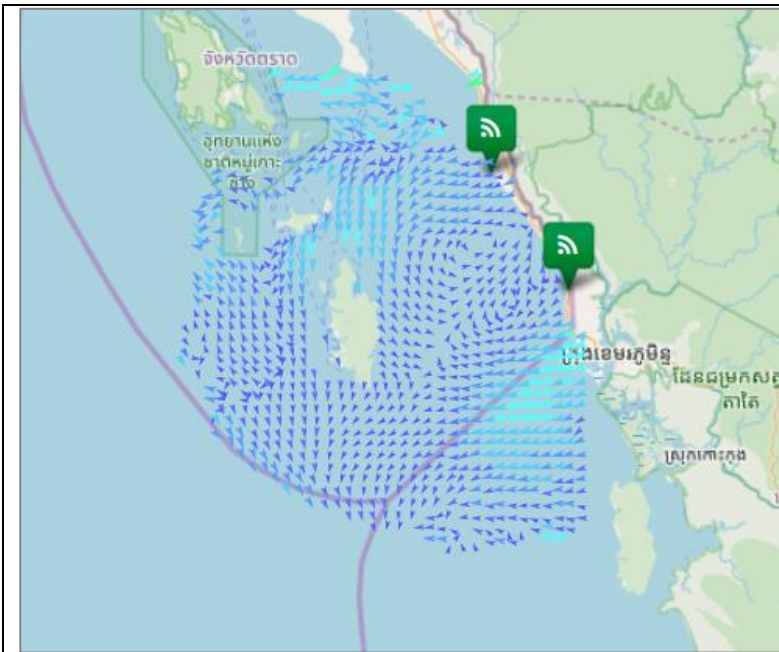 จังหวัดตราด
อุทยานแห่ง
ชาติหมู่เกาะ
ช้าง
ក្រុងខេមរភូមិន្ទ
ដែនជម្រកសត្វ
តាតៃ
ស្រុកកោះកុង